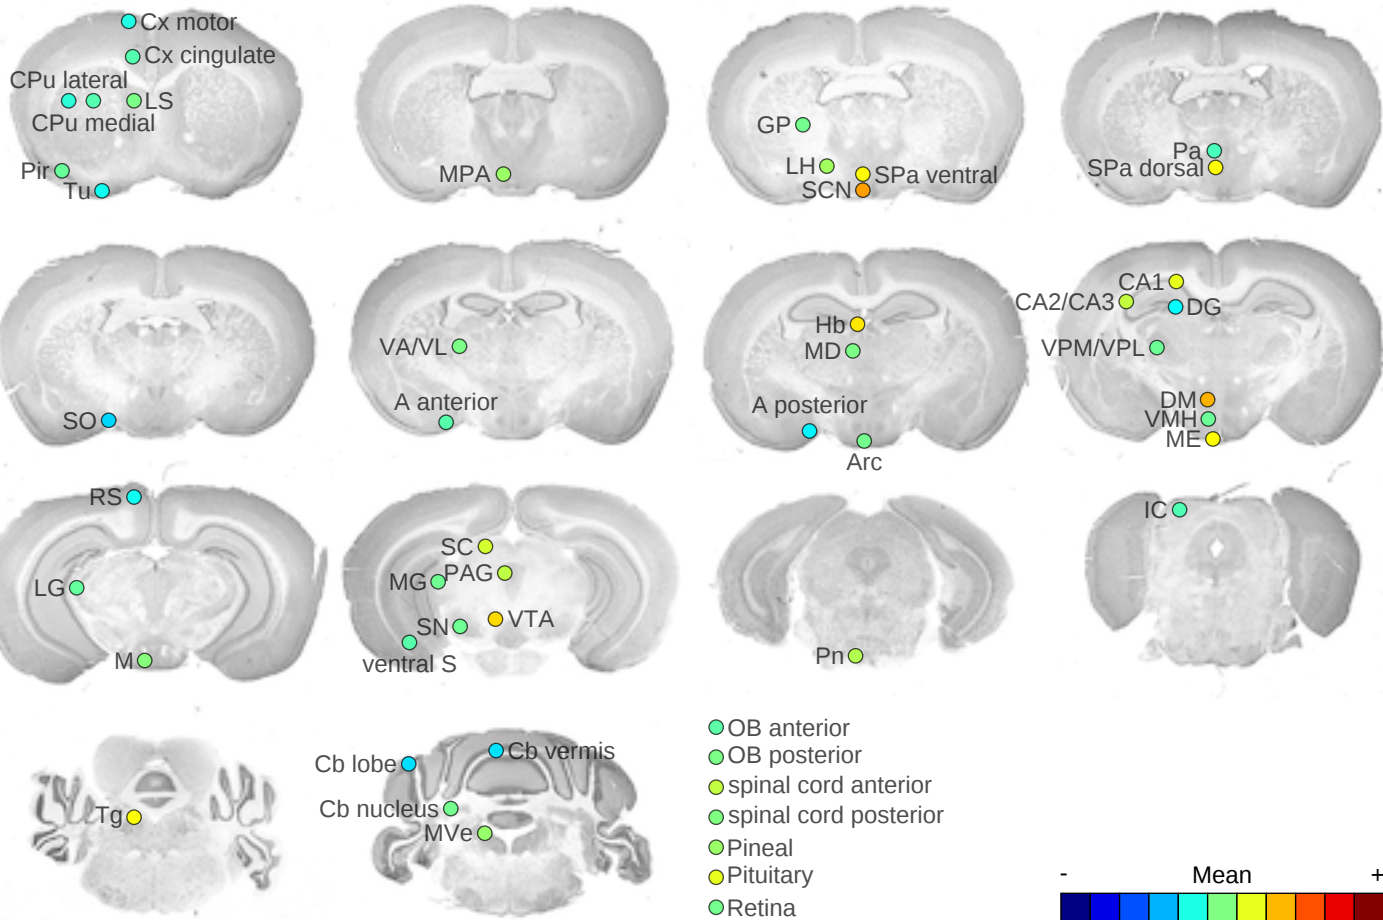 Cx motor
Cx cingulate
CPu lateral
LS
CPu medial
Pir
Tu
MPA
GP
LH
SPa ventral
SCN
Pa
SPa dorsal
SO
VA/VL
A anterior
Hb
MD
A posterior
Arc
CA1
CA2/CA3
DG
VPM/VPL
DM
VMH
ME
RS
LG
M
SC
MG
PAG
SN
VTA
ventral S
Pn
IC
Tg
Cb lobe
Cb vermis
Cb nucleus
MVe
OB anterior
OB posterior
spinal cord anterior
spinal cord posterior
Pineal
Pituitary
Retina
- Mean +